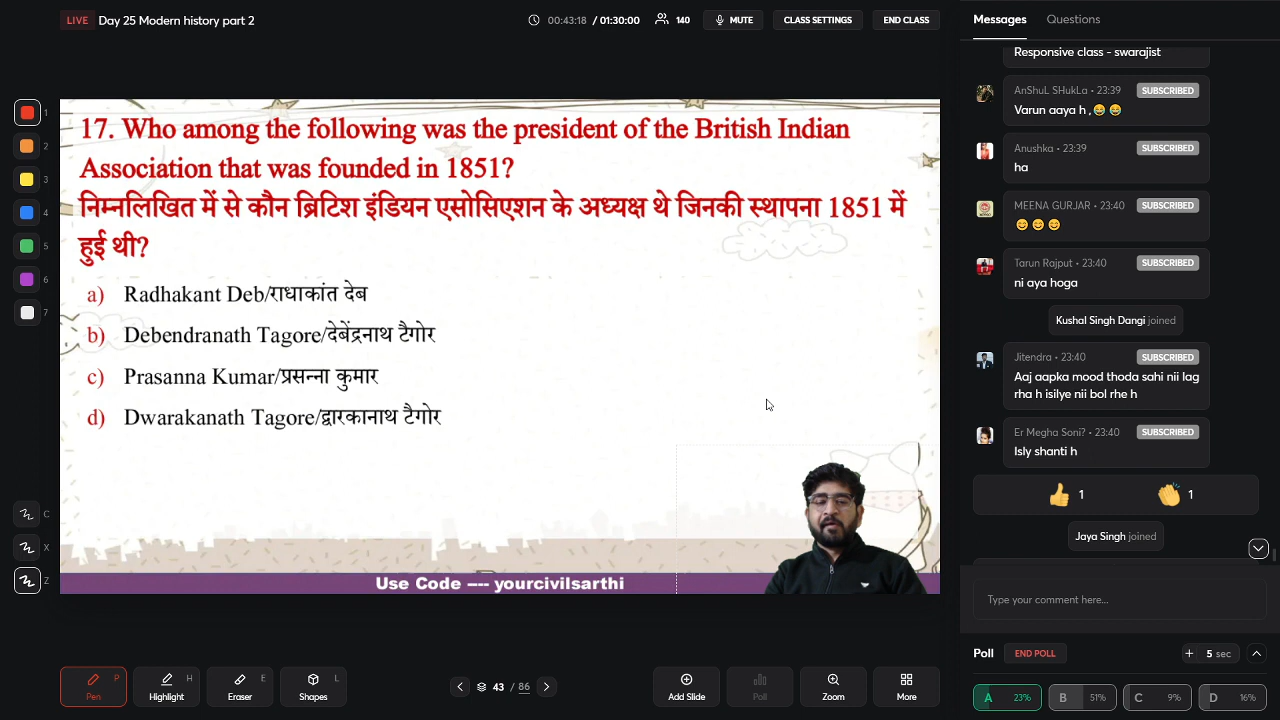 LIVE Day 25 Modern history part 2
00:43:18 / 01:30:00
140
MUTE
CLASS SETTINGS
END CLASS
1
2
3
4
5
6
7
C
X
Z
17. Who among the following was the president of the British Indian
Association that was founded in 1851?
निम्नलिखित में से कौन ब्रिटिश इंडियन एसोसिएशन के अध्यक्ष थे जिनकी स्थापना 1851 में
हुई थी?
a) Radhakant Deb/राधाकांत देब
b) Debendranath Tagore/देबेंद्रनाथ टैगोर
c) Prasanna Kumar/प्रसन्ना कुमार
d) Dwarakanath Tagore/द्वारकानाथ टैगोर
Use Code ---- yourcivilsarthi
Pen P
Highlight H
Eraser E
Shapes L
43 / 86
Add Slide
Poll
Zoom
More
Messages Questions
Responsive class - swarajist
AnShuL SHukLa • 23:39 SUBSCRIBED
Varun aaya h , 😅 😅
Anushka • 23:39 SUBSCRIBED
ha
MEENA GURJAR • 23:40 SUBSCRIBED
😄 😄 😄
Tarun Rajput • 23:40 SUBSCRIBED
ni aya hoga
Kushal Singh Dangi joined
Jitendra • 23:40 SUBSCRIBED
Aaj aapka mood thoda sahi nii lag
rha h isilye nii bol rhe h
Er Megha Soni? • 23:40 SUBSCRIBED
Isly shanti h
👍 1 👏 1
Jaya Singh joined
Type your comment here...
Poll END POLL + 5 sec
A 23% B 51% C 9% D 16%